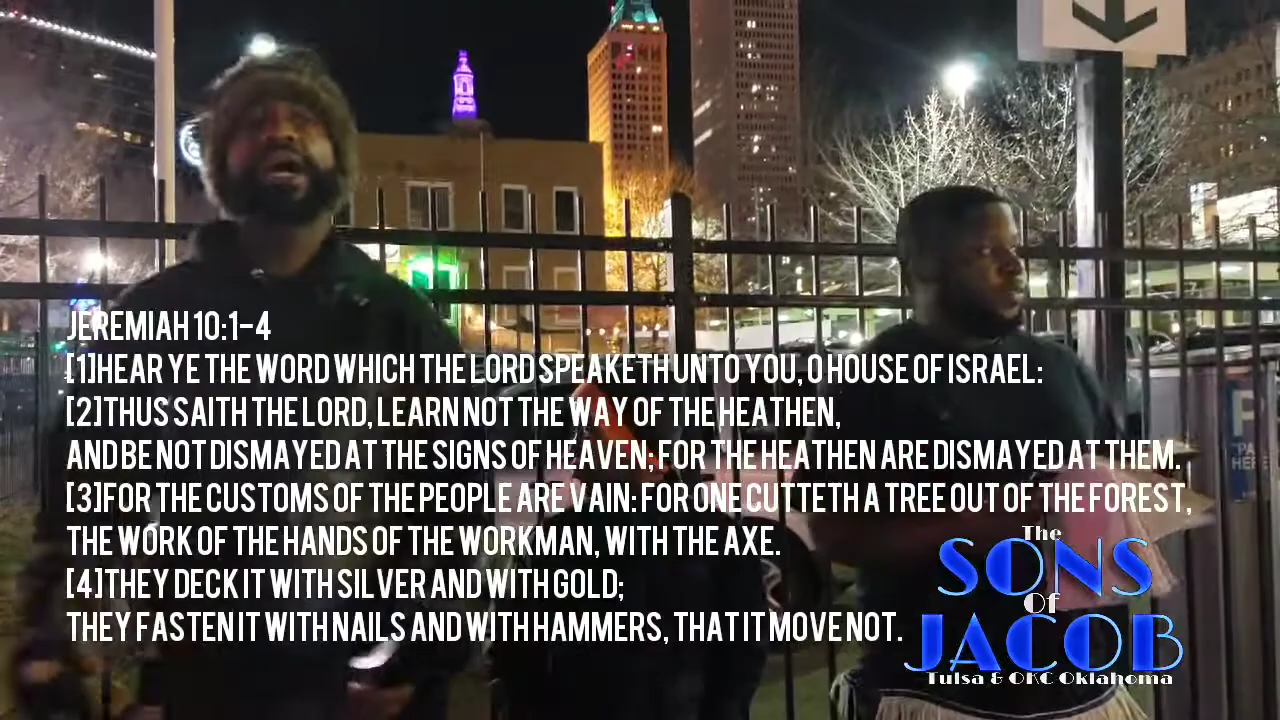 JEREMIAH 10:1-4
[1]HEAR YE THE WORD WHICH THE LORD SPEAKETH UNTO YOU, O HOUSE OF ISRAEL:
[2]THUS SAITH THE LORD, LEARN NOT THE WAY OF THE HEATHEN,
AND BE NOT DISMAYED AT THE SIGNS OF HEAVEN; FOR THE HEATHEN ARE DISMAYED AT THEM.
[3]FOR THE CUSTOMS OF THE PEOPLE ARE VAIN: FOR ONE CUTTETH A TREE OUT OF THE FOREST,
THE WORK OF THE HANDS OF THE WORKMAN, WITH THE AXE.
[4]THEY DECK IT WITH SILVER AND WITH GOLD;
THEY FASTEN IT WITH NAILS AND WITH HAMMERS, THAT IT MOVE NOT.
The
SONS
Of
JACOB
Tulsa & OKC Oklahoma
P
HERE